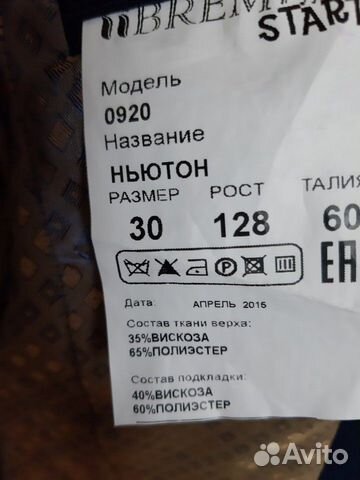 START
Модель
0920
Название
НЬЮТОН
РАЗМЕР РОСТ ТАЛИЯ
30 128 60
ЕАС
Дата: АПРЕЛЬ 2016
Состав ткани верха:
35%ВИСКОЗА
65%ПОЛИЭСТЕР
Состав подкладки:
40%ВИСКОЗА
60%ПОЛИЭСТЕР
Avito